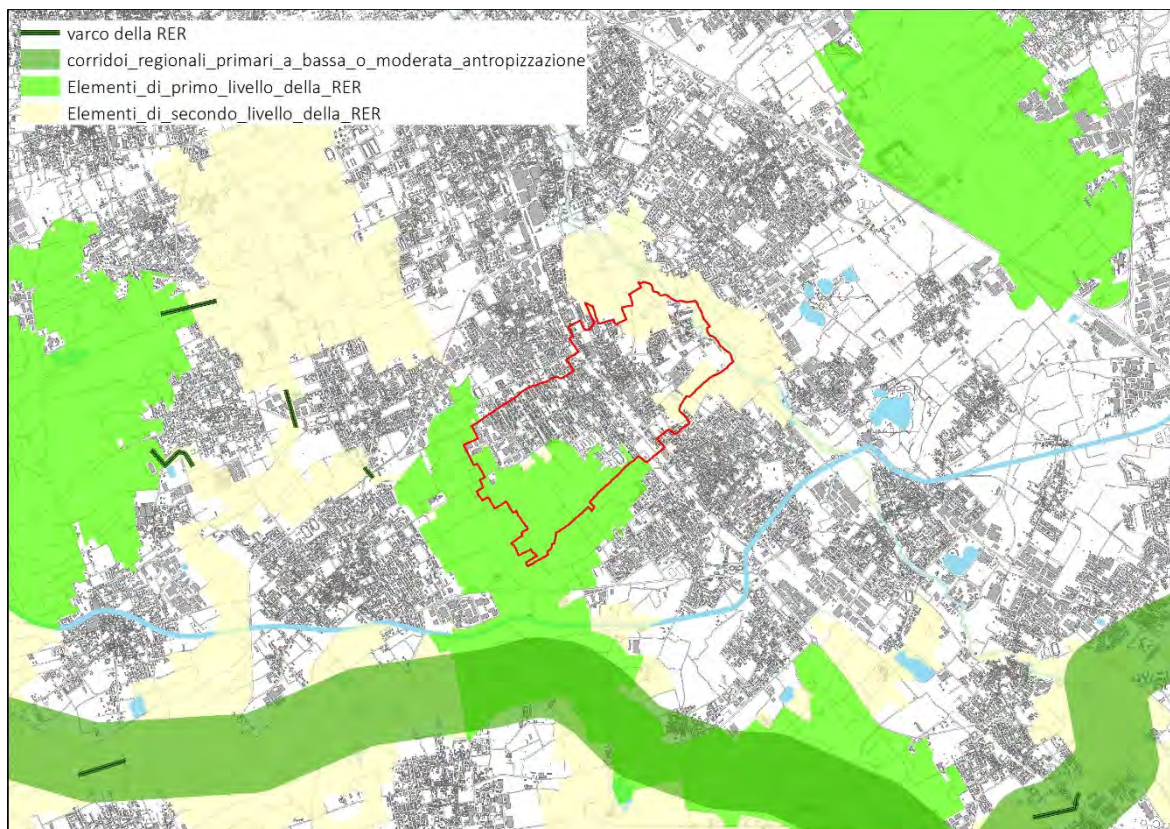 varco della RER
corridoi_regionali_primari_a_bassa_o_moderata_antropizzazione
Elementi_di_primo_livello_della_RER
Elementi_di_secondo_livello_della_RER